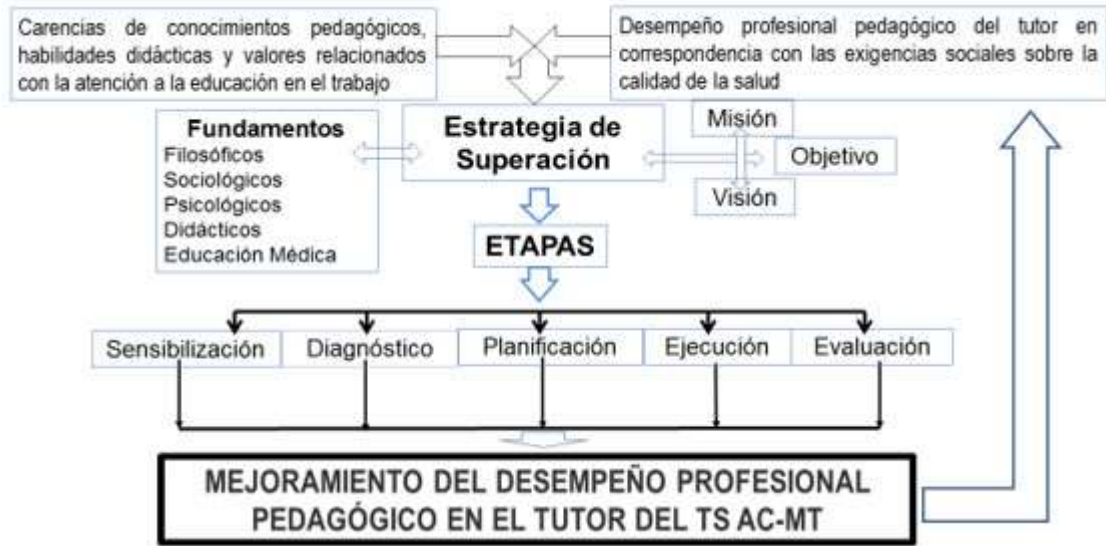 Carencias de conocimientos pedagógicos,
habilidades didácticas y valores relacionados
con la atención a la educación en el trabajo
Desempeño profesional pedagógico del tutor en
correspondencia con las exigencias sociales sobre la
calidad de la salud
Fundamentos
Filosóficos
Sociológicos
Psicológicos
Didácticos
Educación Médica
Estrategia de
Superación
Misión
Objetivo
Visión
ETAPAS
Sensibilización
Diagnóstico
Planificación
Ejecución
Evaluación
MEJORAMIENTO DEL DESEMPEÑO PROFESIONAL
PEDAGÓGICO EN EL TUTOR DEL TS AC-MT